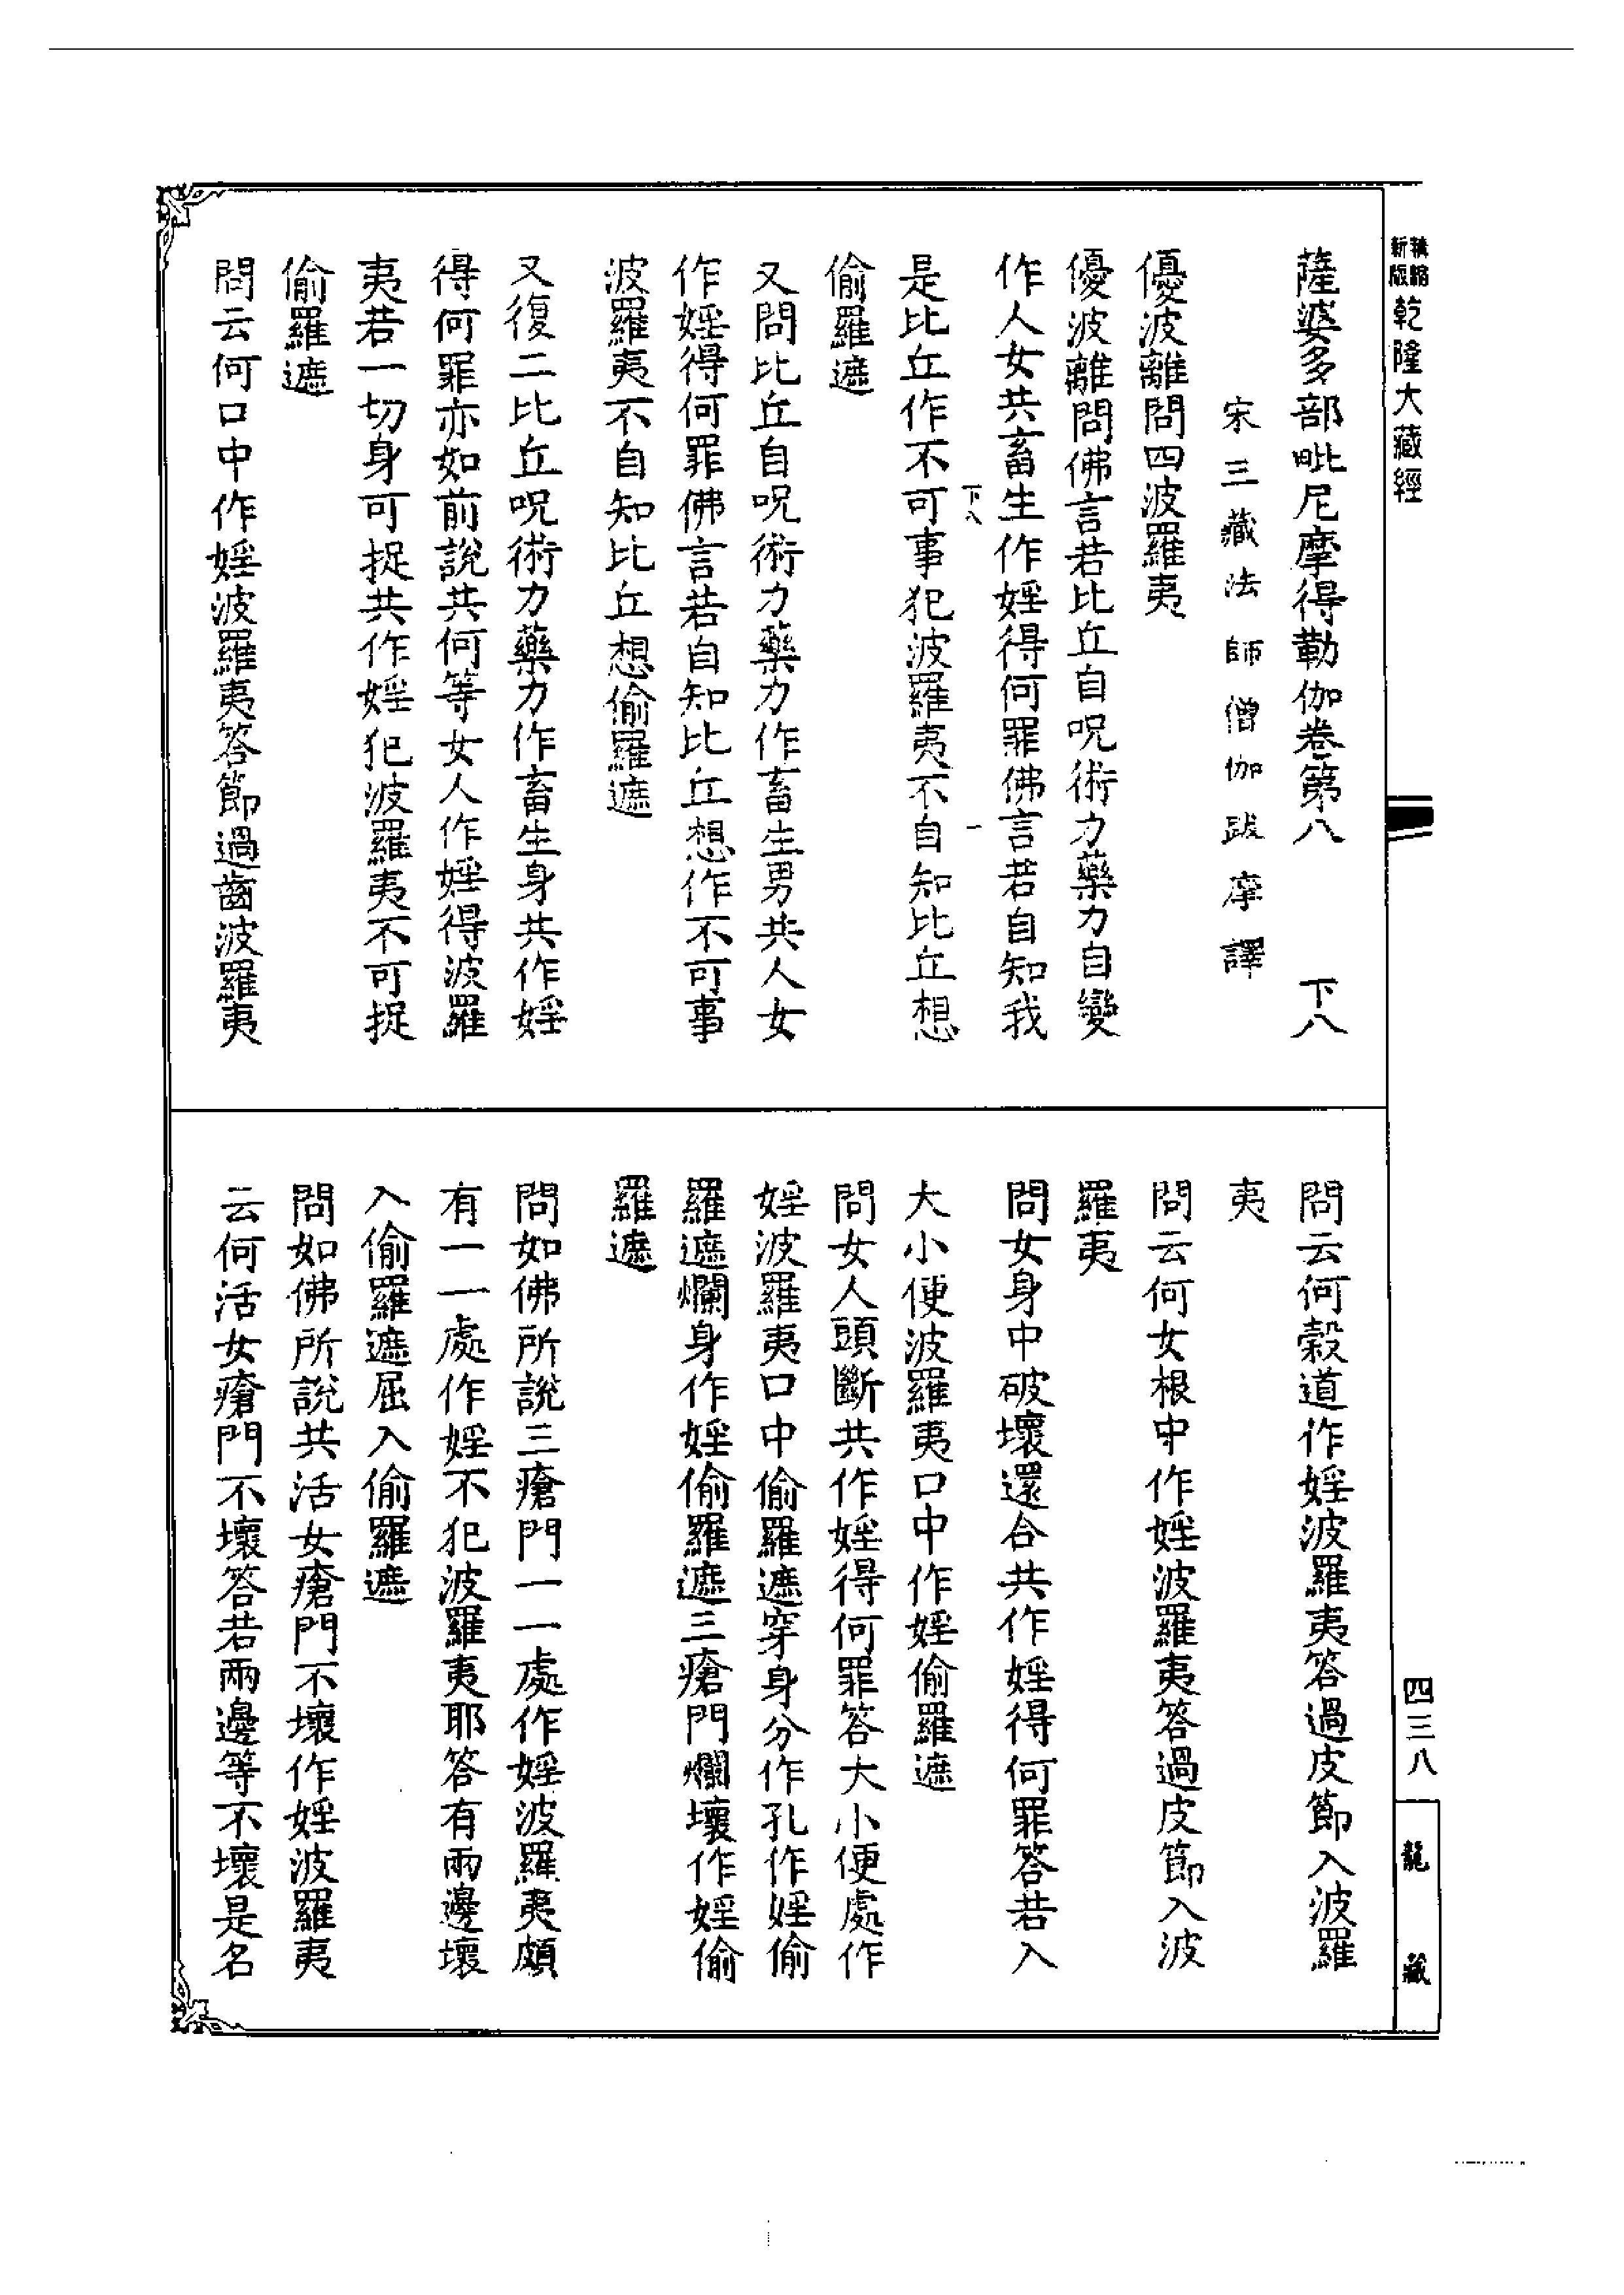 新版精縮乾隆大藏經
薩婆多部毗尼摩得勒伽卷第八 下八
宋三藏法師僧伽跋摩譯
優波離問四波羅夷
優波離問佛言若比丘自呪術力藥力自變
作人女共畜生作婬得何罪佛言若自知我
下八 一
是比丘作不可事犯波羅夷不自知比丘想
偷羅遮
又問比丘自呪術力藥力作畜生男共人女
作婬得何罪佛言若自知比丘想作不可事
波羅夷不自知比丘想偷羅遮
又復二比丘呪術力藥力作畜生身共作婬
得何罪亦如前說共何等女人作婬得波羅
夷若一切身可捉共作婬犯波羅夷不可捉
偷羅遮
問云何口中作婬波羅夷答節過齒波羅夷
問云何穀道作婬波羅夷答過皮節入波羅
夷
問云何女根中作婬波羅夷答過皮節入波
羅夷
問女身中破壞還合共作婬得何罪答若入
大小便波羅夷口中作婬偷羅遮
問女人頭斷共作婬得何罪答大小便處作
婬波羅夷口中偷羅遮穿身分作孔作婬偷
羅遮爛身作婬偷羅遮三瘡門爛壞作婬偷
羅遮
問如佛所說三瘡門一一處作婬波羅夷頗
有一一處作婬不犯波羅夷耶答有兩邊壞
入偷羅遮屈入偷羅遮
問如佛所說共活女瘡門不壞作婬波羅夷
云何活女瘡門不壞答若兩邊等不壞是名
四三八
龍藏